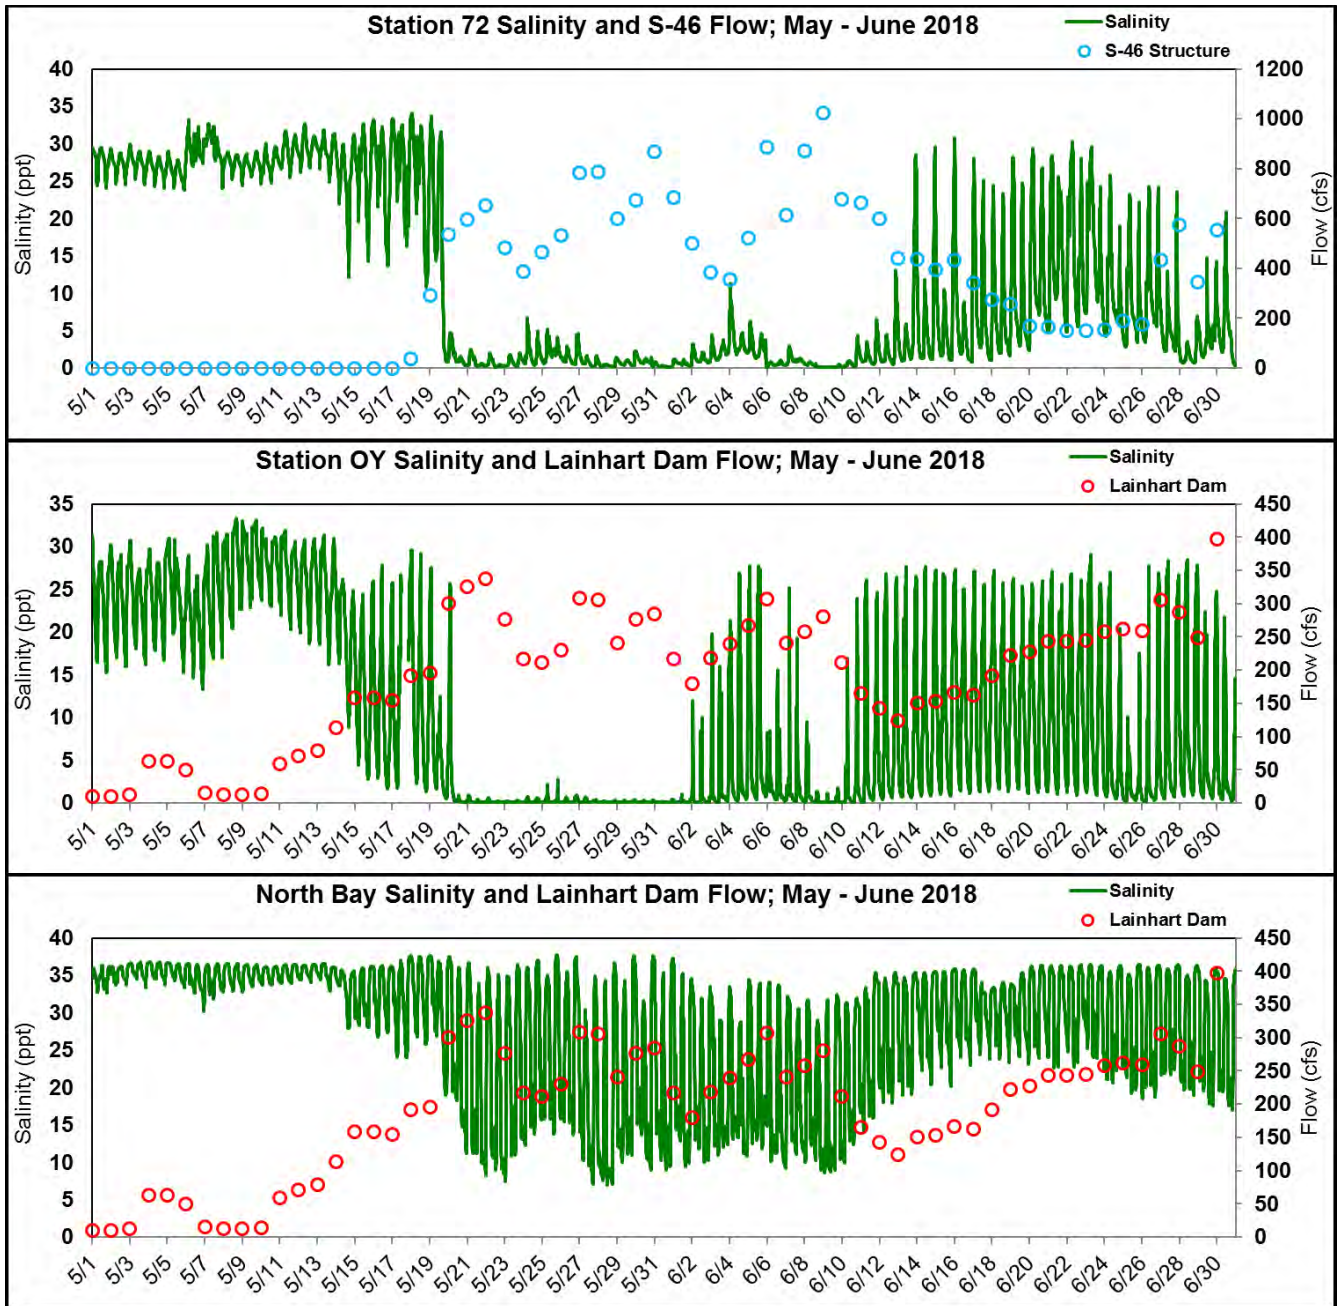 Station 72 Salinity and S-46 Flow; May - June 2018
Salinity
S-46 Structure
40
35
30
25
20
15
10
5
0
Salinity (ppt)
1200
1000
800
600
400
200
0
Flow (cfs)
5/1 5/3 5/5 5/7 5/9 5/11 5/13 5/15 5/17 5/19 5/21 5/23 5/25 5/27 5/29 5/31 6/2 6/4 6/6 6/8 6/10 6/12 6/14 6/16 6/18 6/20 6/22 6/24 6/26 6/28 6/30
Station OY Salinity and Lainhart Dam Flow; May - June 2018
Salinity
Lainhart Dam
35
30
25
20
15
10
5
0
Salinity (ppt)
450
400
350
300
250
200
150
100
50
0
Flow (cfs)
5/1 5/3 5/5 5/7 5/9 5/11 5/13 5/15 5/17 5/19 5/21 5/23 5/25 5/27 5/29 5/31 6/2 6/4 6/6 6/8 6/10 6/12 6/14 6/16 6/18 6/20 6/22 6/24 6/26 6/28 6/30
North Bay Salinity and Lainhart Dam Flow; May - June 2018
Salinity
Lainhart Dam
40
35
30
25
20
15
10
5
0
Salinity (ppt)
450
400
350
300
250
200
150
100
50
0
Flow (cfs)
5/1 5/3 5/5 5/7 5/9 5/11 5/13 5/15 5/17 5/19 5/21 5/23 5/25 5/27 5/29 5/31 6/2 6/4 6/6 6/8 6/10 6/12 6/14 6/16 6/18 6/20 6/22 6/24 6/26 6/28 6/30